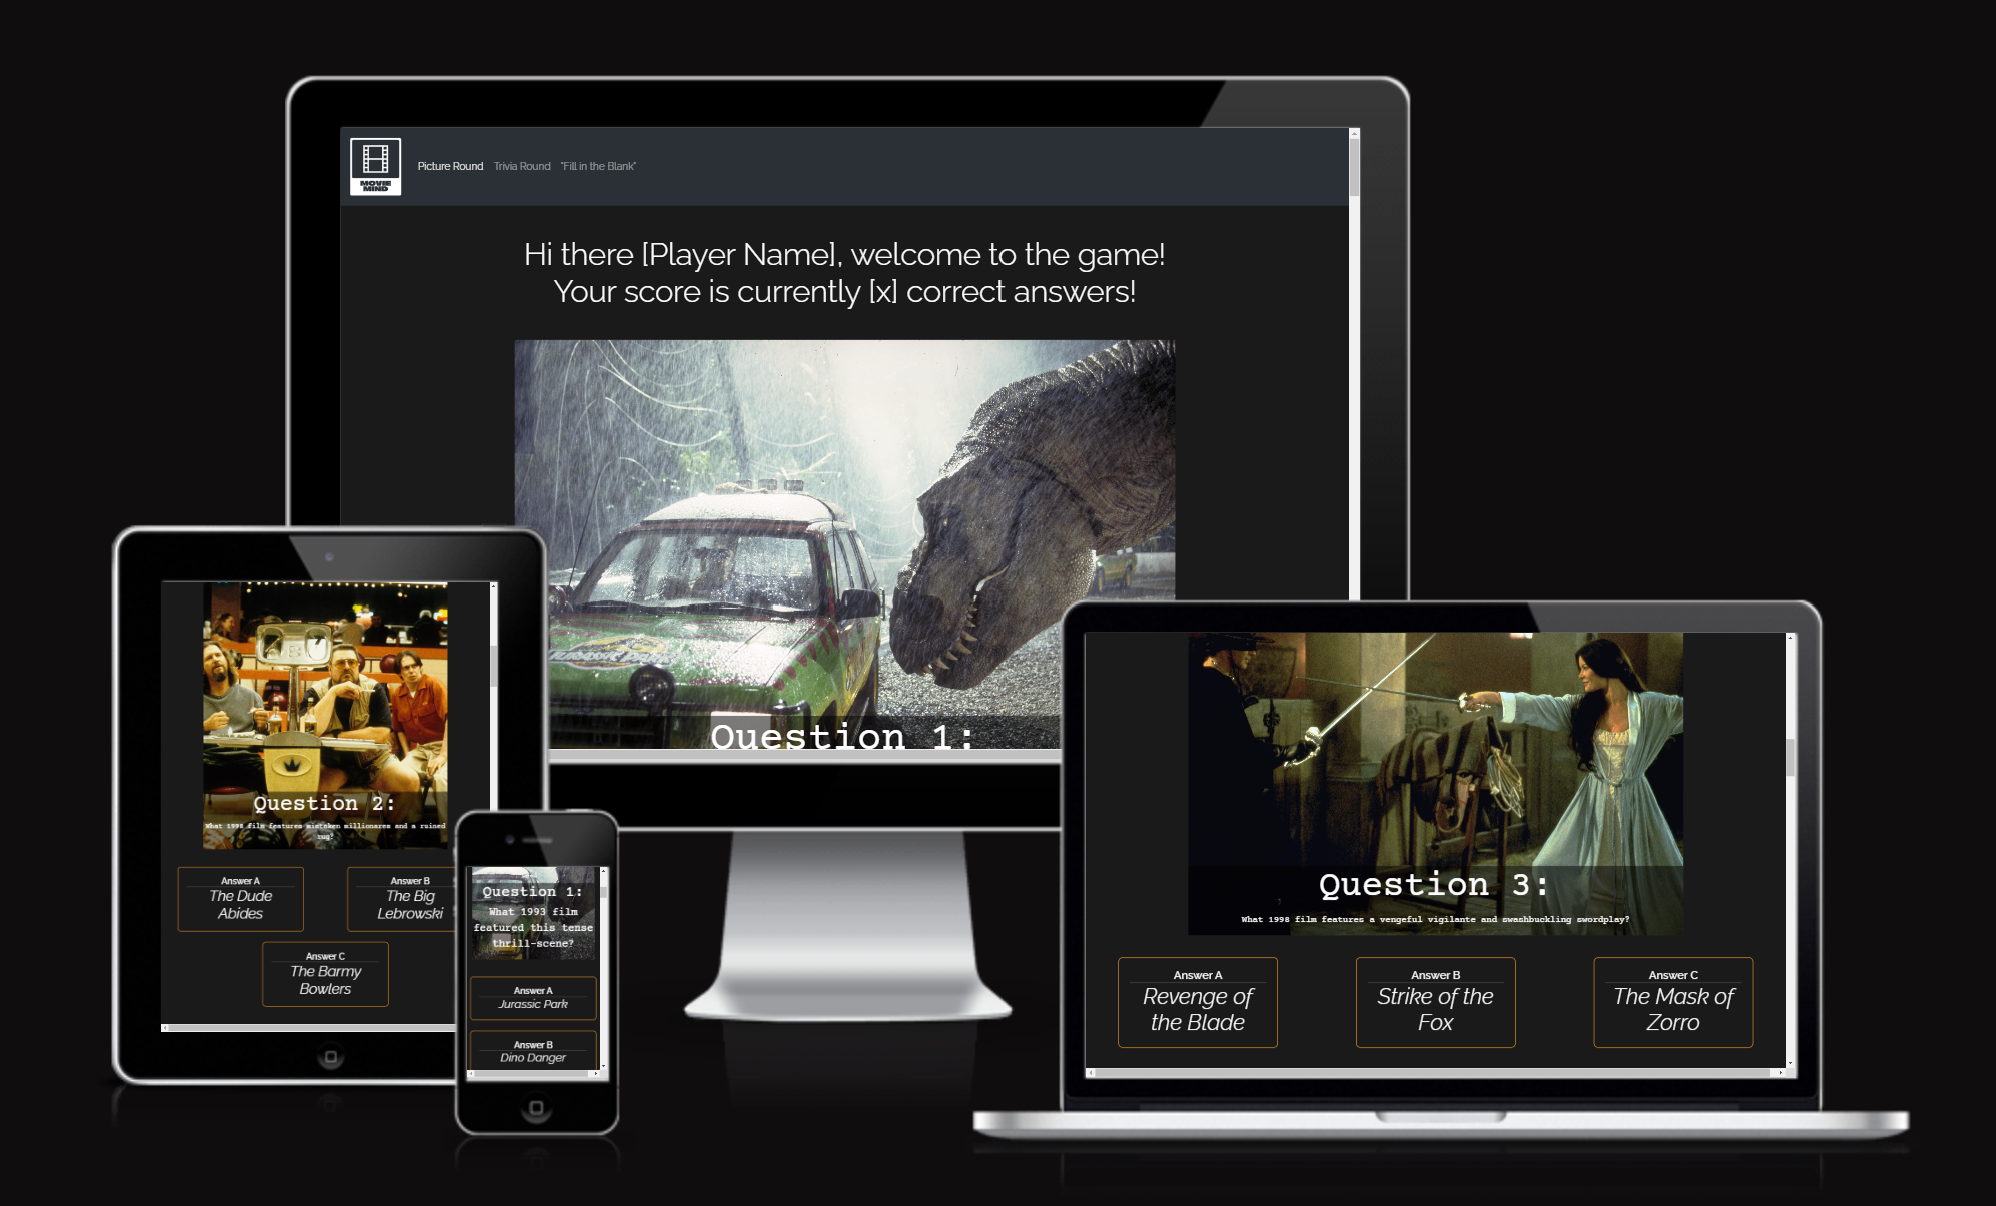 MOVIE
MIND
Picture Round Trivia Round "Fill in the Blank"
Hi there [Player Name], welcome to the game!
Your score is currently [x] correct answers!
Question 1:
Question 2:
What 1998 film features mistaken millionares and a ruined
rug?
Answer A
The Dude
Abides
Answer B
The Big
Lebrowski
Answer C
The Barmy
Bowlers
Question 1:
What 1993 film
featured this tense
thrill-scene?
Answer A
Jurassic Park
Answer B
Dino Danger
Question 3:
What 1998 film features a vengeful vigilante and swashbuckling swordplay?
Answer A
Revenge of
the Blade
Answer B
Strike of the
Fox
Answer C
The Mask of
Zorro